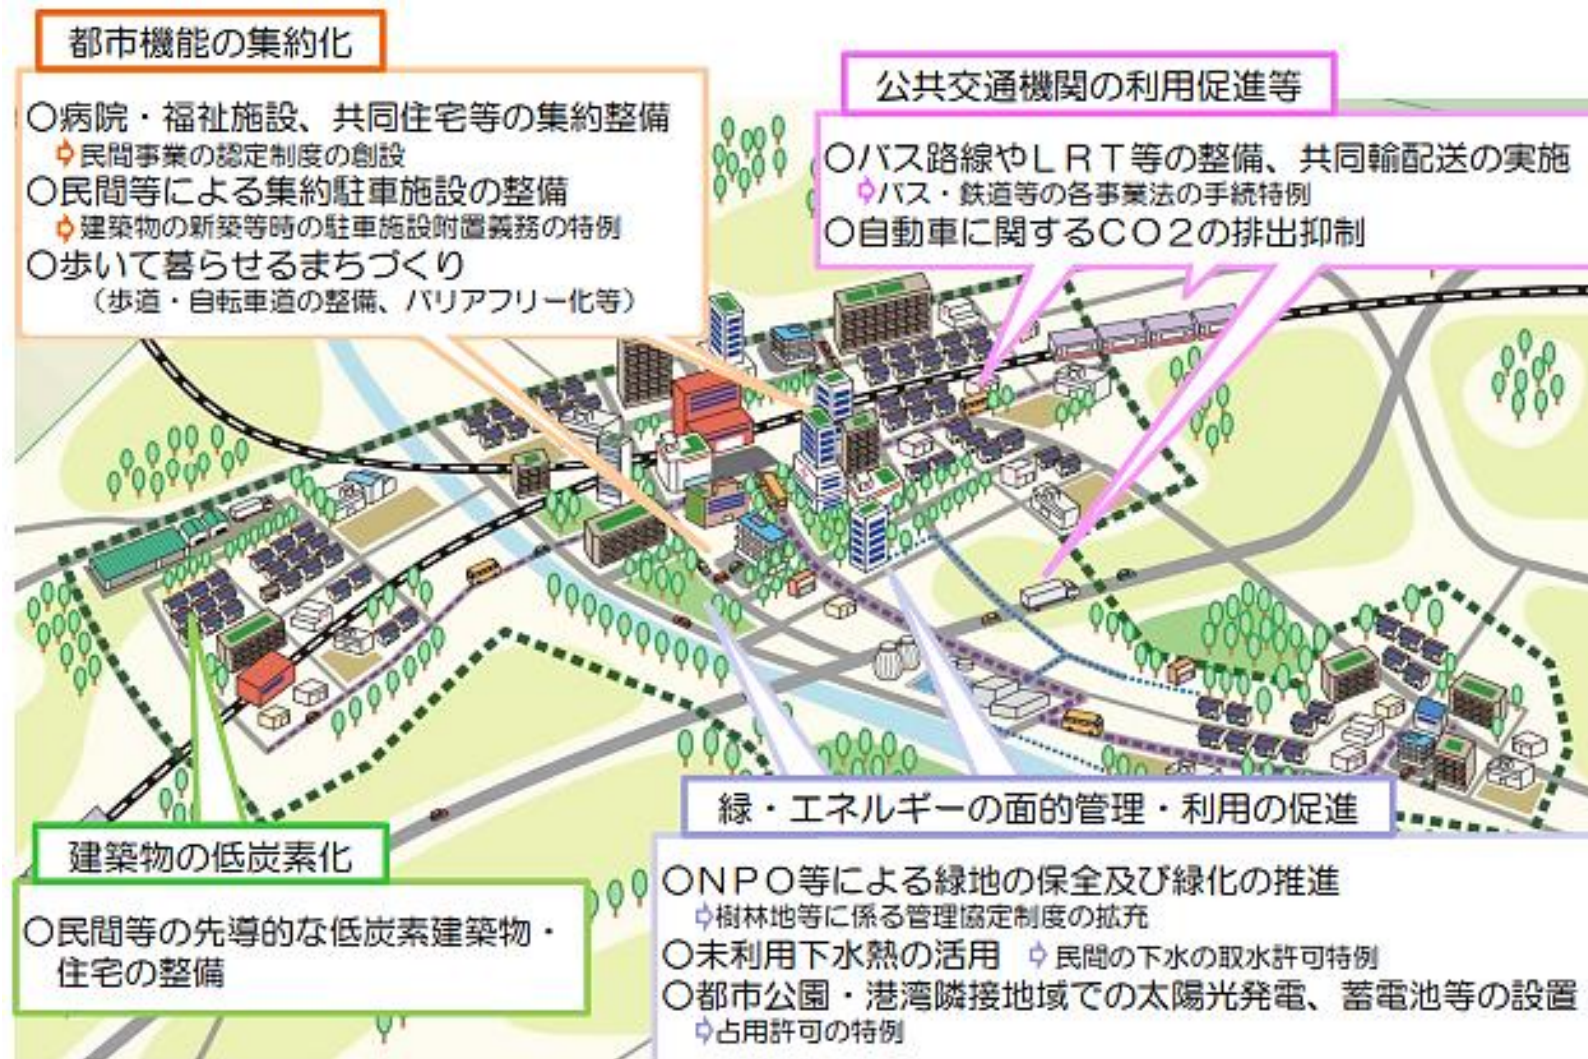 都市機能の集約化
○病院・福祉施設、共同住宅等の集約整備
⇨民間事業の認定制度の創設
○民間等による集約駐車施設の整備
⇨建築物の新築等時の駐車施設附置義務の特例
○歩いて暮らせるまちづくり
（歩道・自転車道の整備、バリアフリー化等）
公共交通機関の利用促進等
○バス路線やLRT等の整備、共同輸配送の実施
⇨バス・鉄道等の各事業法の手続特例
○自動車に関するCO2の排出抑制
建築物の低炭素化
○民間等の先導的な低炭素建築物・
住宅の整備
緑・エネルギーの面的管理・利用の促進
○NPO等による緑地の保全及び緑化の推進
⇨樹林地等に係る管理協定制度の拡充
○未利用下水熱の活用 ⇨民間の下水の取水許可特例
○都市公園・港湾隣接地域での太陽光発電、蓄電池等の設置
⇨占用許可の特例